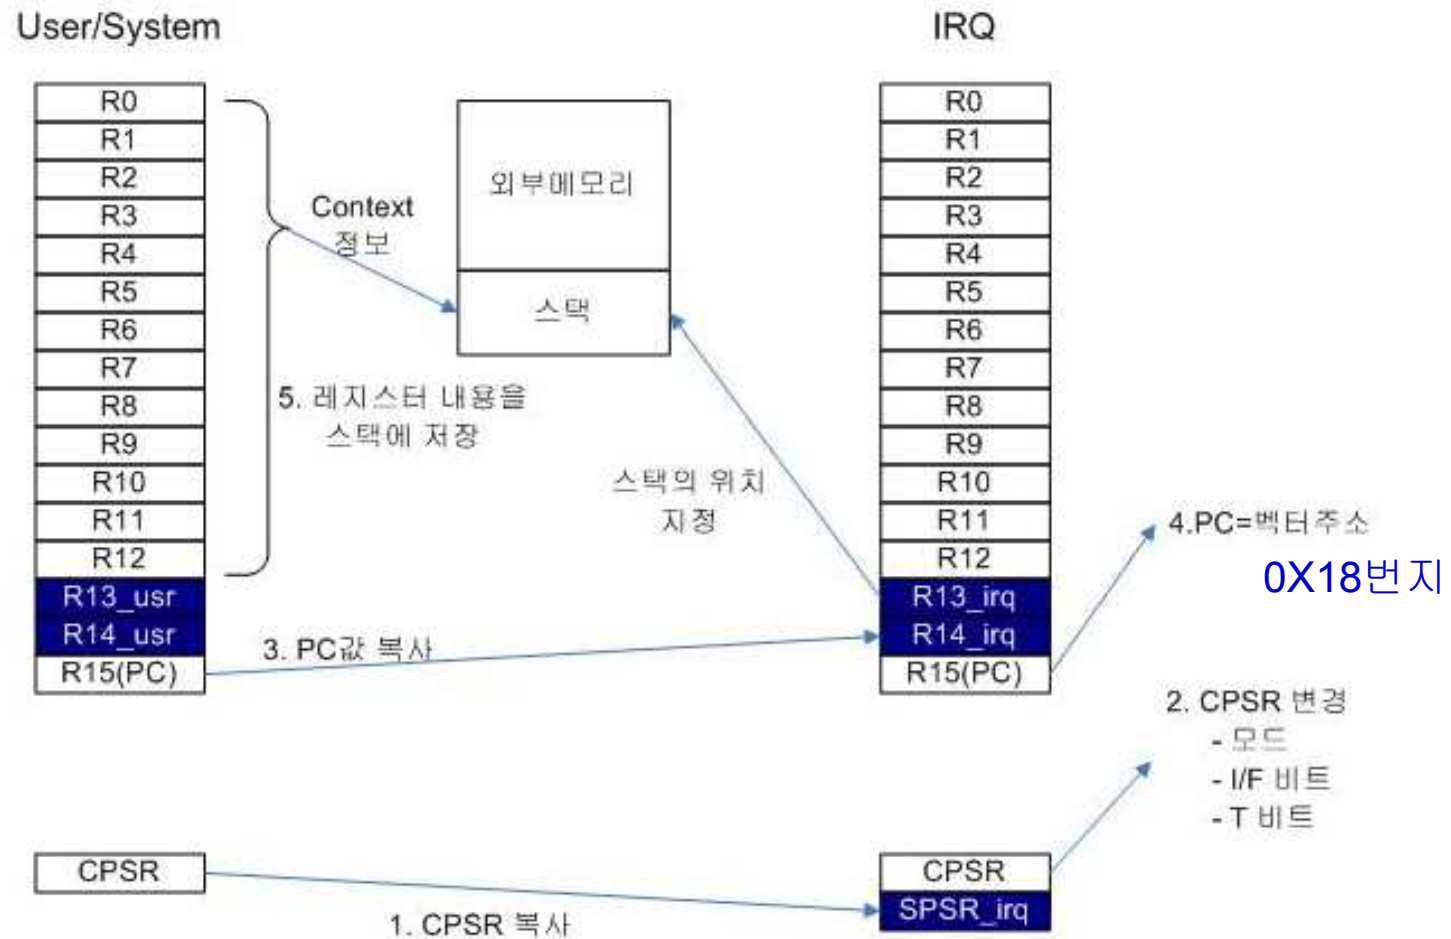 User/System
IRQ
R0
R1
R2
R3
R4
R5
R6
R7
R8
R9
R10
R11
R12
R13_usr
R14_usr
R15(PC)
CPSR
Context
정보
외부메모리
스택
5. 레지스터 내용을
스택에 저장
스택의 위치
지정
3. PC값 복사
1. CPSR 복사
R0
R1
R2
R3
R4
R5
R6
R7
R8
R9
R10
R11
R12
R13_irq
R14_irq
R15(PC)
CPSR
SPSR_irq
4.PC=벡터주소
0X18번지
2. CPSR 변경
- 모드
- I/F 비트
- T 비트